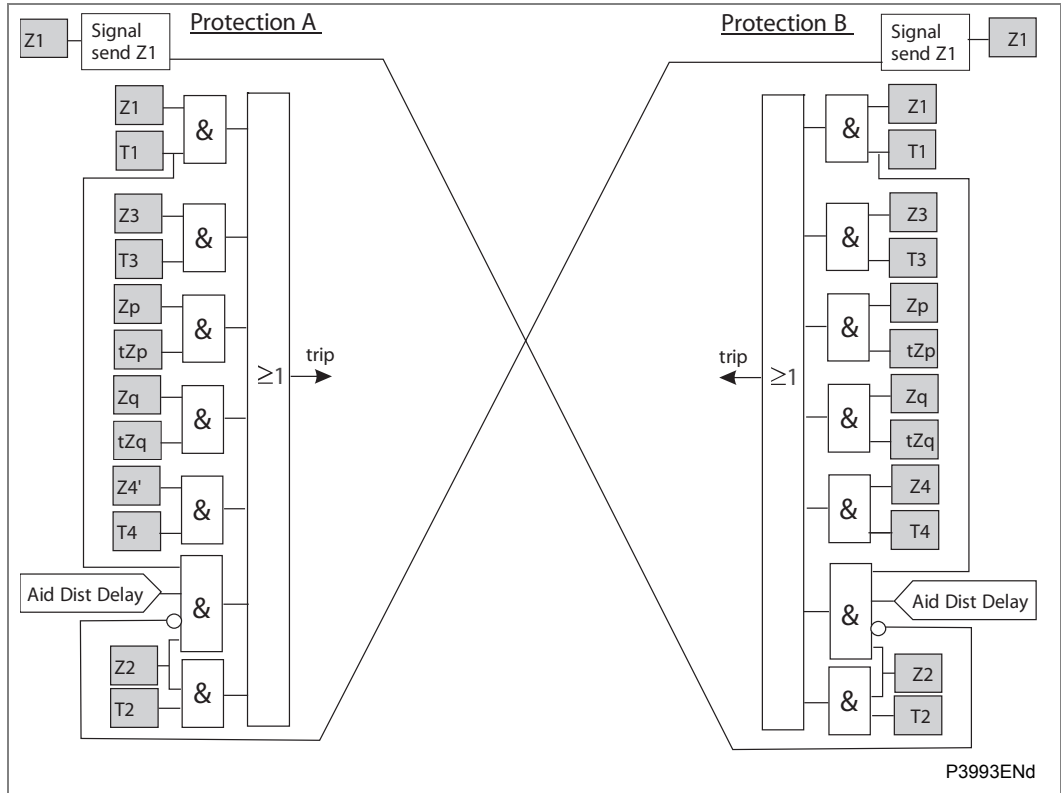 Protection A
Z1
Signal
send Z1
Z1
&
T1
Z3
&
T3
Zp
&
tZp
Zq
&
tZq
Z4'
&
T4
Aid Dist Delay
&
Z2
&
T2
≥1
trip
Protection B
Signal
send Z1
Z1
trip
≥1
&
Z1
T1
&
Z3
T3
&
Zp
tZp
&
Zq
tZq
&
Z4
T4
&
Aid Dist Delay
&
Z2
T2
P3993ENd